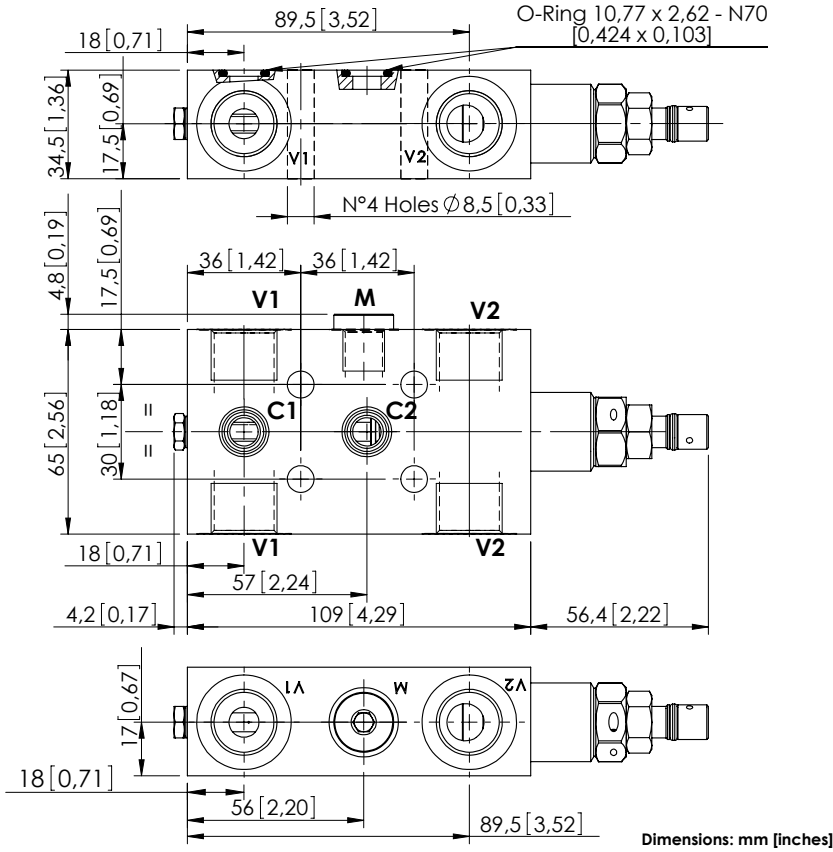 89,5 [3,52]
O-Ring 10,77 x 2,62 - N70
[0,424 x 0,103]
18 [0,71]
34,5 [1,36]
17,5 [0,69]
V1
V2
N°4 Holes Ø 8,5 [0,33]
4,8 [0,19]
17,5 [0,69]
36 [1,42]
36 [1,42]
V1
M
V2
C1
C2
65 [2,56]
30 [1,18]
=
=
V1
V2
18 [0,71]
57 [2,24]
4,2 [0,17]
109 [4,29]
56,4 [2,22]
V1
M
V2
17 [0,67]
18 [0,71]
56 [2,20]
89,5 [3,52]
Dimensions: mm [inches]